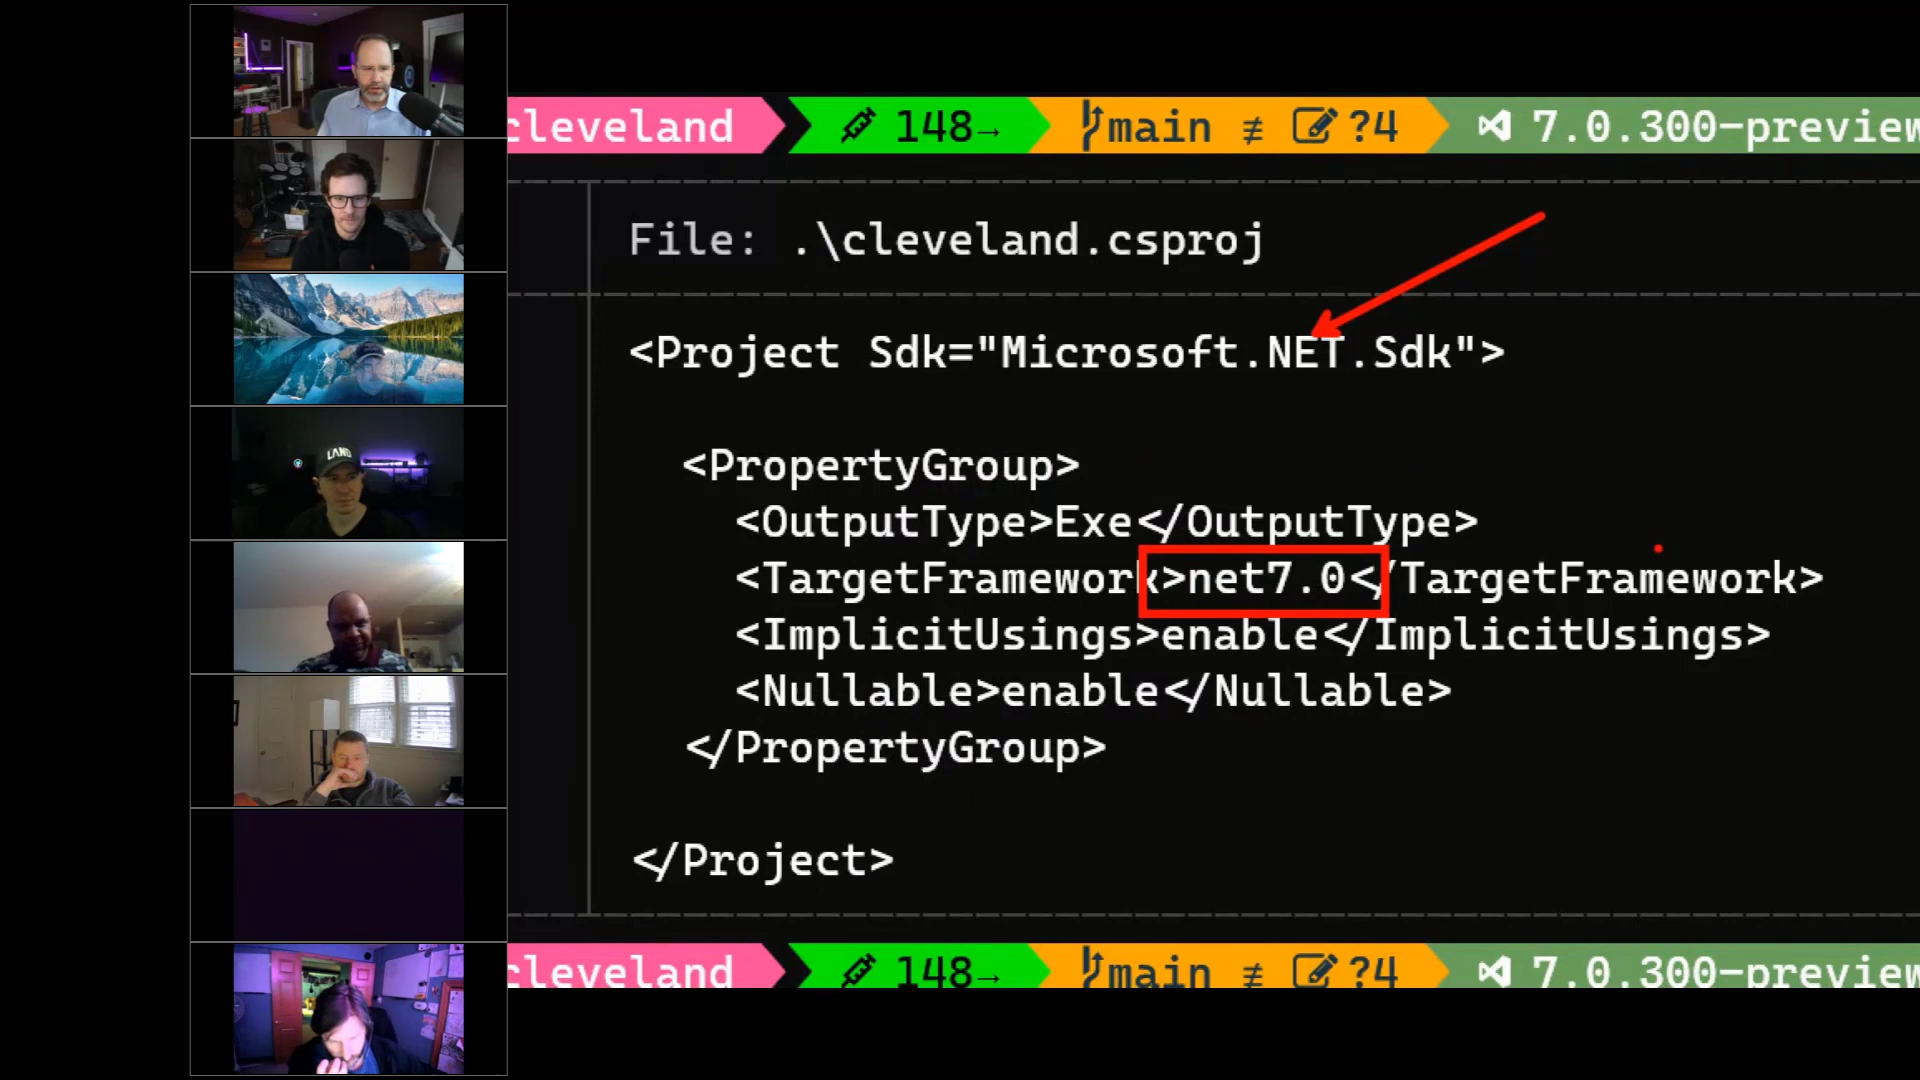 LAND
cleveland 148→ main ≢ ?4 7.0.300-preview
File: .\cleveland.csproj
<Project Sdk="Microsoft.NET.Sdk">
<PropertyGroup>
<OutputType>Exe</OutputType>
<TargetFramework>net7.0</TargetFramework>
<ImplicitUsings>enable</ImplicitUsings>
<Nullable>enable</Nullable>
</PropertyGroup>
</Project>
cleveland 148→ main ≢ ?4 7.0.300-preview